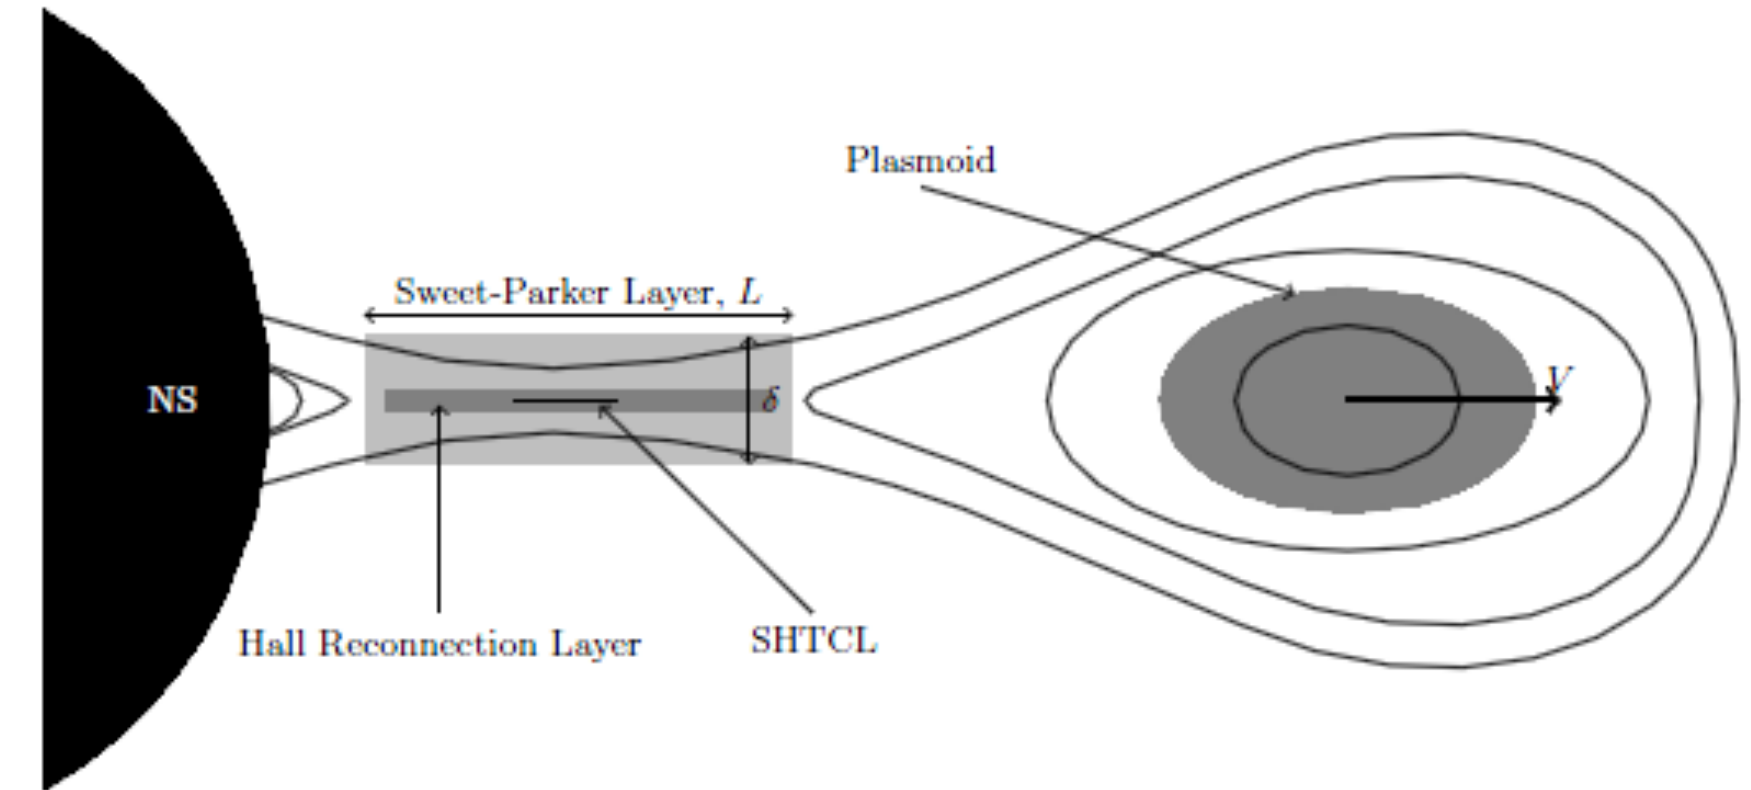 Plasmoid
Sweet-Parker Layer, L
NS
δ
V
Hall Reconnection Layer
SHTCL